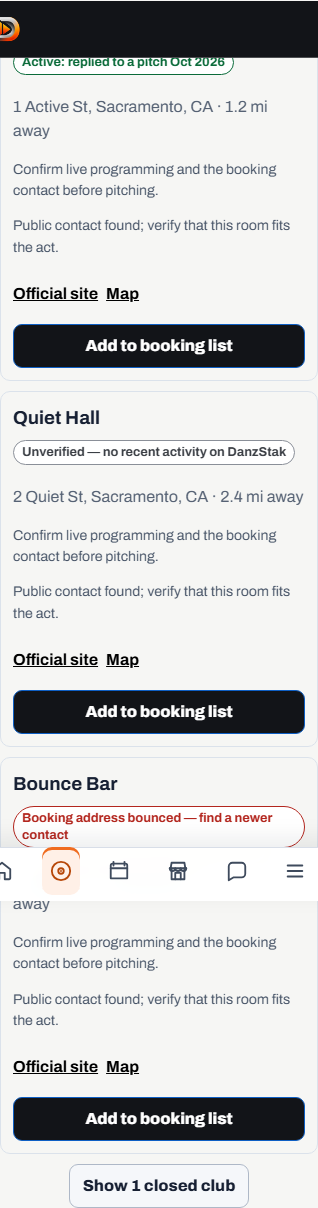 Active: replied to a pitch Oct 2026
1 Active St, Sacramento, CA · 1.2 mi
away
Confirm live programming and the booking
contact before pitching.
Public contact found; verify that this room fits
the act.
Official site Map
Add to booking list
Quiet Hall
Unverified — no recent activity on DanzStak
2 Quiet St, Sacramento, CA · 2.4 mi away
Confirm live programming and the booking
contact before pitching.
Public contact found; verify that this room fits
the act.
Official site Map
Add to booking list
Bounce Bar
Booking address bounced — find a newer
contact
away
Confirm live programming and the booking
contact before pitching.
Public contact found; verify that this room fits
the act.
Official site Map
Add to booking list
Show 1 closed club